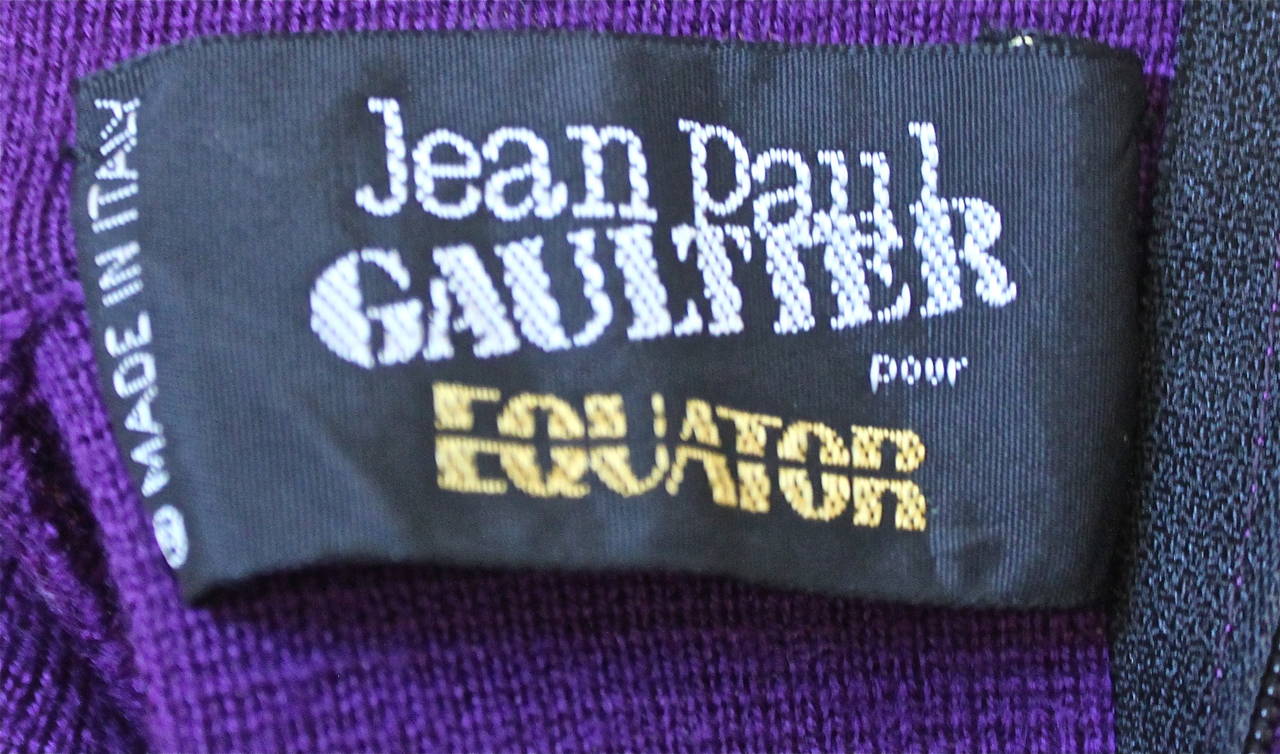 Jean Paul
GAULTIER
pour
EQUATOR
MADE IN ITALY